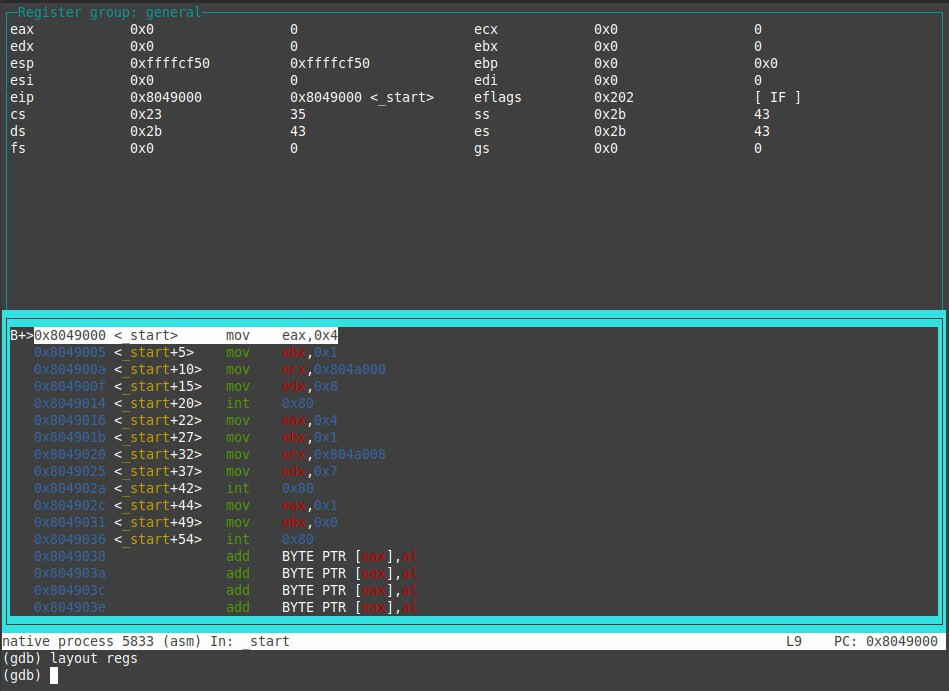 Register group: general
eax 0x0 0 ecx 0x0 0
edx 0x0 0 ebx 0x0 0
esp 0xffffcf50 0xffffcf50 ebp 0x0 0x0
esi 0x0 0 edi 0x0 0
eip 0x8049000 0x8049000 <_start> eflags 0x202 [ IF ]
cs 0x23 35 ss 0x2b 43
ds 0x2b 43 es 0x2b 43
fs 0x0 0 gs 0x0 0
B+>0x8049000 <_start> mov eax,0x4
0x8049005 <_start+5> mov ebx,0x1
0x804900a <_start+10> mov ecx,0x804a000
0x804900f <_start+15> mov edx,0x8
0x8049014 <_start+20> int 0x80
0x8049016 <_start+22> mov eax,0x4
0x804901b <_start+27> mov ebx,0x1
0x8049020 <_start+32> mov ecx,0x804a008
0x8049025 <_start+37> mov edx,0x7
0x804902a <_start+42> int 0x80
0x804902c <_start+44> mov eax,0x1
0x8049031 <_start+49> mov ebx,0x0
0x8049036 <_start+54> int 0x80
0x8049038 add BYTE PTR [eax],al
0x804903a add BYTE PTR [eax],al
0x804903c add BYTE PTR [eax],al
0x804903e add BYTE PTR [eax],al
native process 5833 (asm) In: _start L9 PC: 0x8049000
(gdb) layout regs
(gdb)